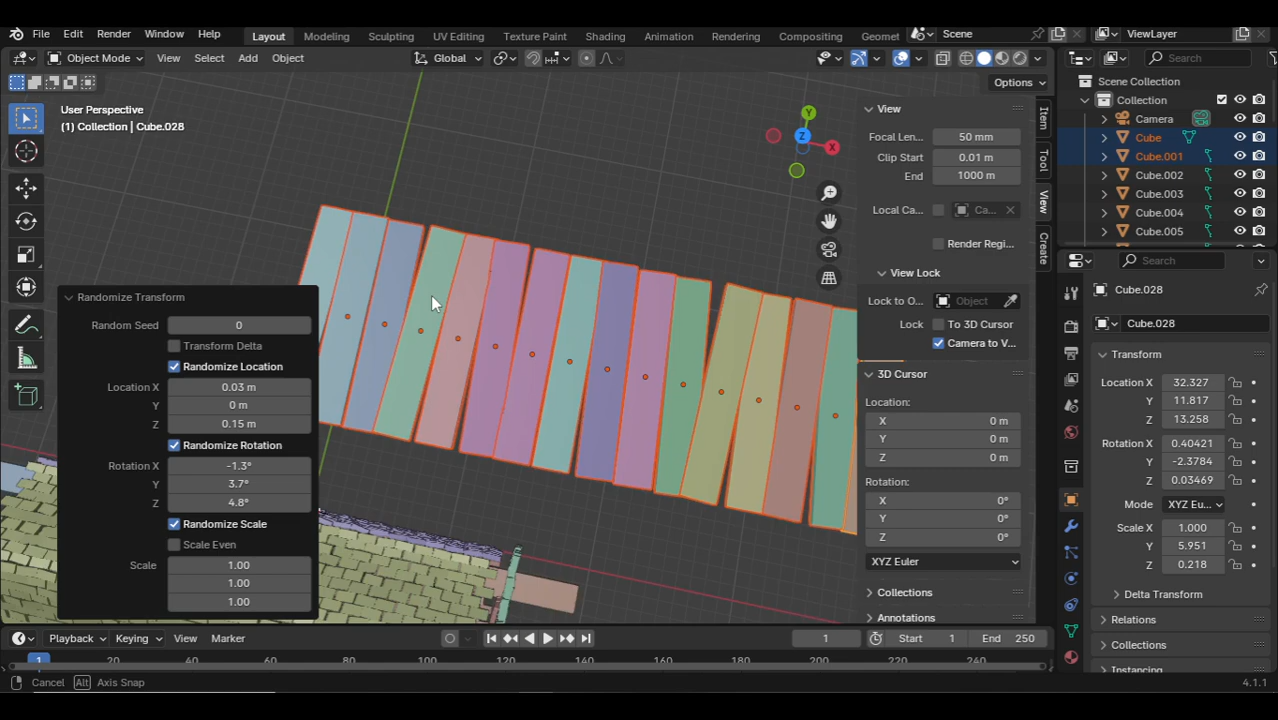 File Edit Render Window Help Layout Modeling Sculpting UV Editing Texture Paint Shading Animation Rendering Compositing Geomet Scene ViewLayer
Object Mode View Select Add Object Global Search
Options
User Perspective
(1) Collection | Cube.028
Y
Z
X
View
Focal Len... 50 mm
Clip Start 0.01 m
End 1000 m
Local Ca... Ca...
Render Regi...
View Lock
Lock to O... Object
Lock To 3D Cursor
Camera to V...
3D Cursor
Location:
X 0 m
Y 0 m
Z 0 m
Rotation:
X 0°
Y 0°
Z 0°
XYZ Euler
Collections
Annotations
Item
Tool
View
Create
Scene Collection
Collection
Camera
Cube
Cube.001
Cube.002
Cube.003
Cube.004
Cube.005
Search
Cube.028
Cube.028
Transform
Location X 32.327
Y 11.817
Z 13.258
Rotation X 0.40421
Y -2.3784
Z 0.03469
Mode XYZ Eu...
Scale X 1.000
Y 5.951
Z 0.218
Delta Transform
Relations
Collections
Instancing
Randomize Transform
Random Seed 0
Transform Delta
Randomize Location
Location X 0.03 m
Y 0 m
Z 0.15 m
Randomize Rotation
Rotation X -1.3°
Y 3.7°
Z 4.8°
Randomize Scale
Scale Even
Scale 1.00
1.00
1.00
Playback Keying View Marker 1 Start 1 End 250
1 20 40 60 80 100 120 140 160 180 200 220 240
Cancel Alt Axis Snap 4.1.1